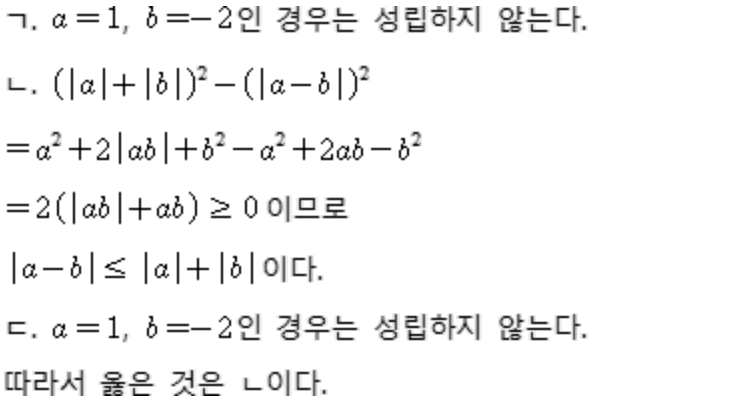 ㄱ. a=1, b=-2인 경우는 성립하지 않는다.
ㄴ. (|a|+|b|)²-(|a-b|)²
=a²+2|ab|+b²-a²+2ab-b²
=2(|ab|+ab) ≥ 0 이므로
|a-b| ≤ |a|+|b| 이다.
ㄷ. a=1, b=-2인 경우는 성립하지 않는다.
따라서 옳은 것은 ㄴ이다.